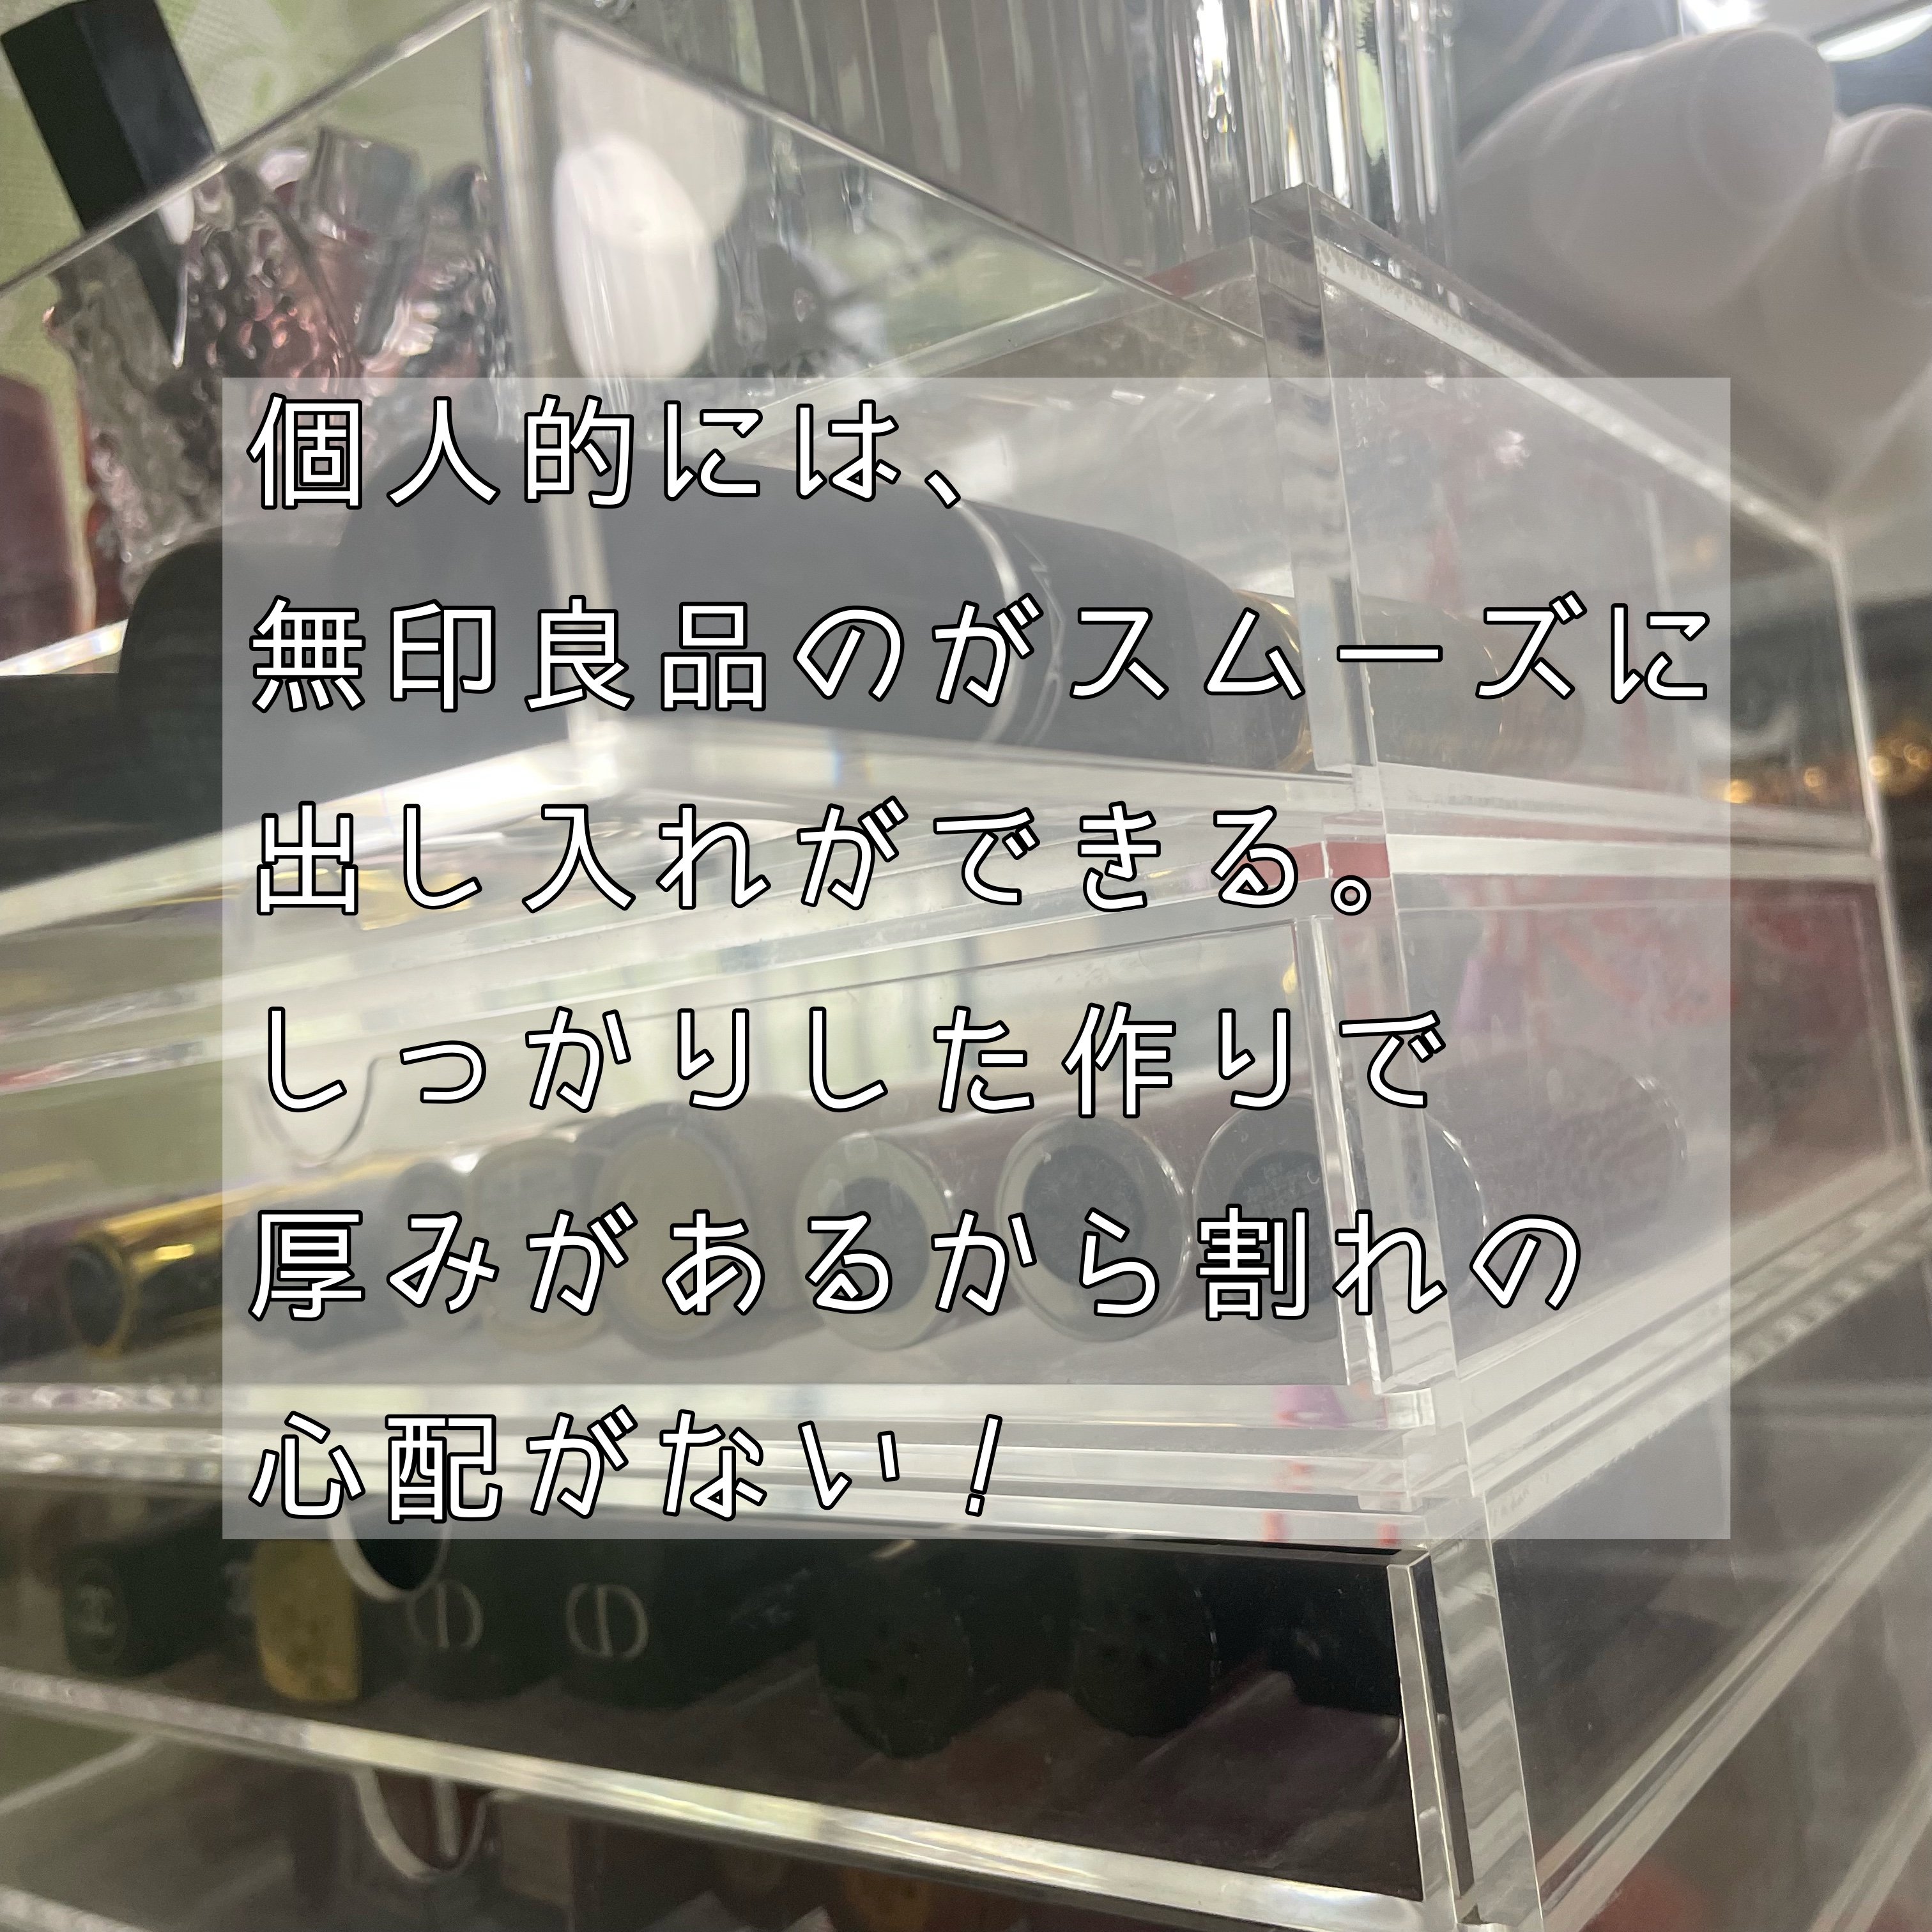 個人的には、
無印良品のがスムーズに
出し入れができる。
しっかりした作りで
厚みがあるから割れの
心配がない！